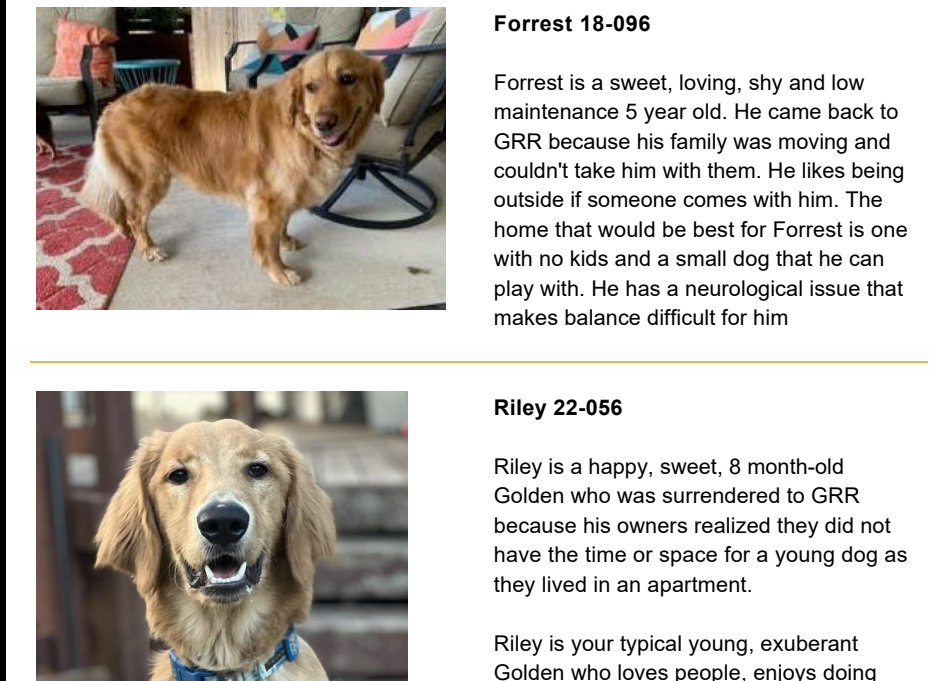 Forrest 18-096
Forrest is a sweet, loving, shy and low
maintenance 5 year old. He came back to
GRR because his family was moving and
couldn't take him with them. He likes being
outside if someone comes with him. The
home that would be best for Forrest is one
with no kids and a small dog that he can
play with. He has a neurological issue that
makes balance difficult for him
Riley 22-056
Riley is a happy, sweet, 8 month-old
Golden who was surrendered to GRR
because his owners realized they did not
have the time or space for a young dog as
they lived in an apartment.
Riley is your typical young, exuberant
Golden who loves people, enjoys doing